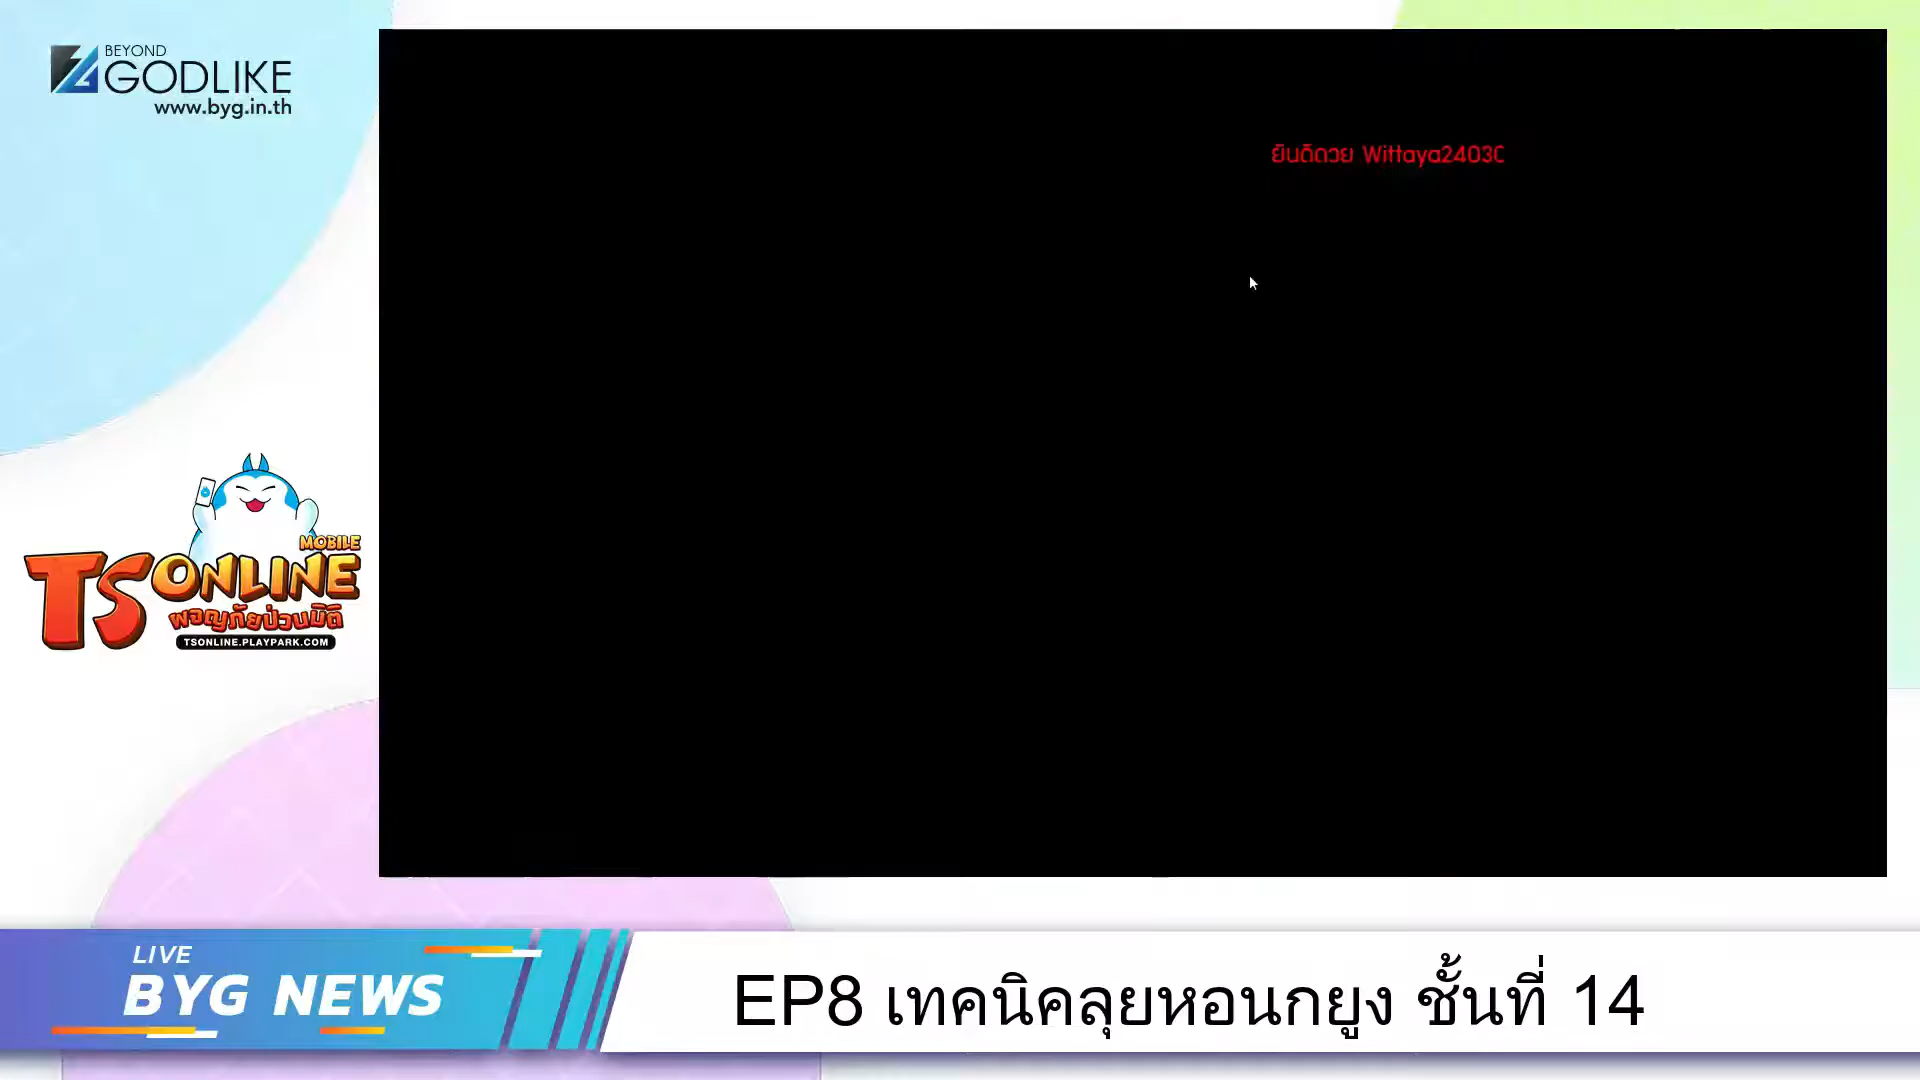 BEYOND
GODLIKE
www.byg.in.th
ยินดีด้วย Wittaya2403
MOBILE
TS ONLINE
ผจญภัยป่วนมิติ
TSONLINE.PLAYPARK.COM
LIVE
BYG NEWS
EP8 เทคนิคลุยหอนกยูง ชั้นที่ 14